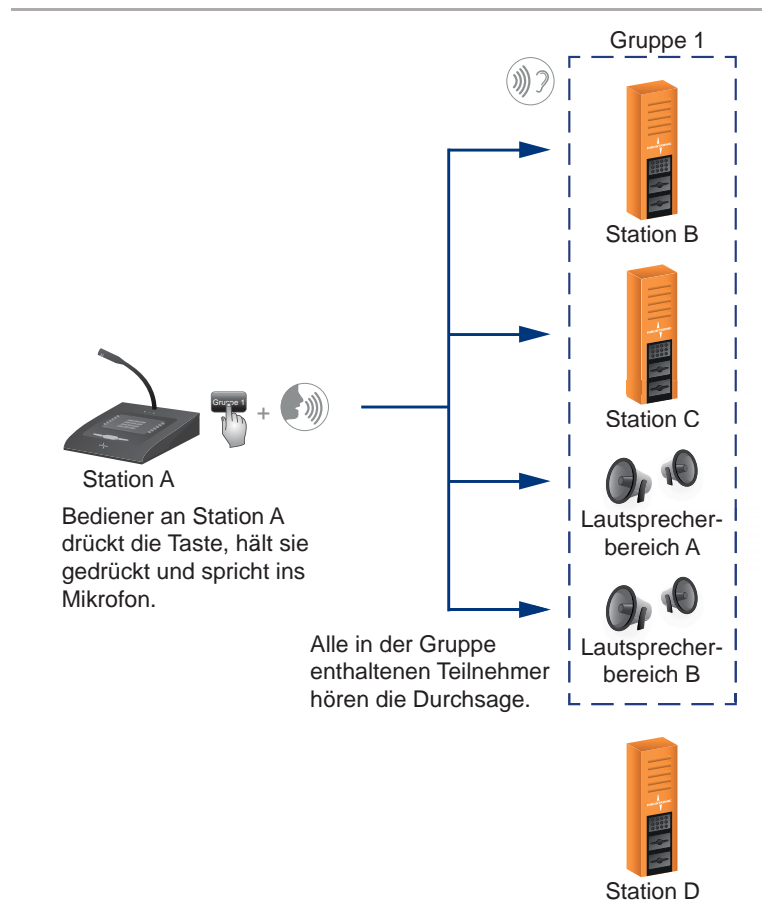 Gruppe 1
Station B
Station C
Gruppe 1
+
Station A
Bediener an Station A
drückt die Taste, hält sie
gedrückt und spricht ins
Mikrofon.
Lautsprecher-
bereich A
Lautsprecher-
bereich B
Alle in der Gruppe
enthaltenen Teilnehmer
hören die Durchsage.
Station D